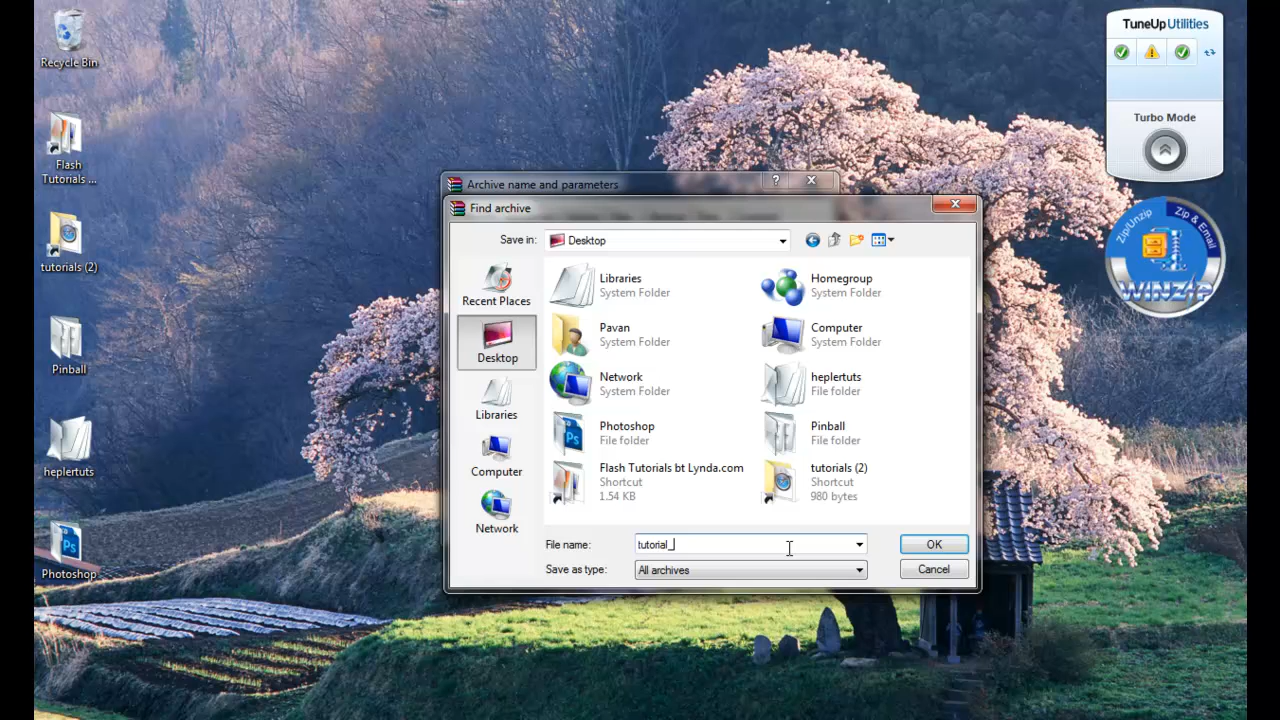 Recycle Bin
Flash
Tutorials ...
tutorials (2)
Pinball
heplertuts
Photoshop
TuneUp Utilities
Turbo Mode
Zip/Unzip
Zip & Email
WINZIP
Archive name and parameters
Find archive
Save in:
Desktop
Recent Places
Desktop
Libraries
Computer
Network
Libraries
System Folder
Homegroup
System Folder
Pavan
System Folder
Computer
System Folder
Network
System Folder
heplertuts
File folder
Photoshop
File folder
Pinball
File folder
Flash Tutorials bt Lynda.com
Shortcut
1.54 KB
tutorials (2)
Shortcut
980 bytes
File name:
tutorial_
OK
Save as type:
All archives
Cancel